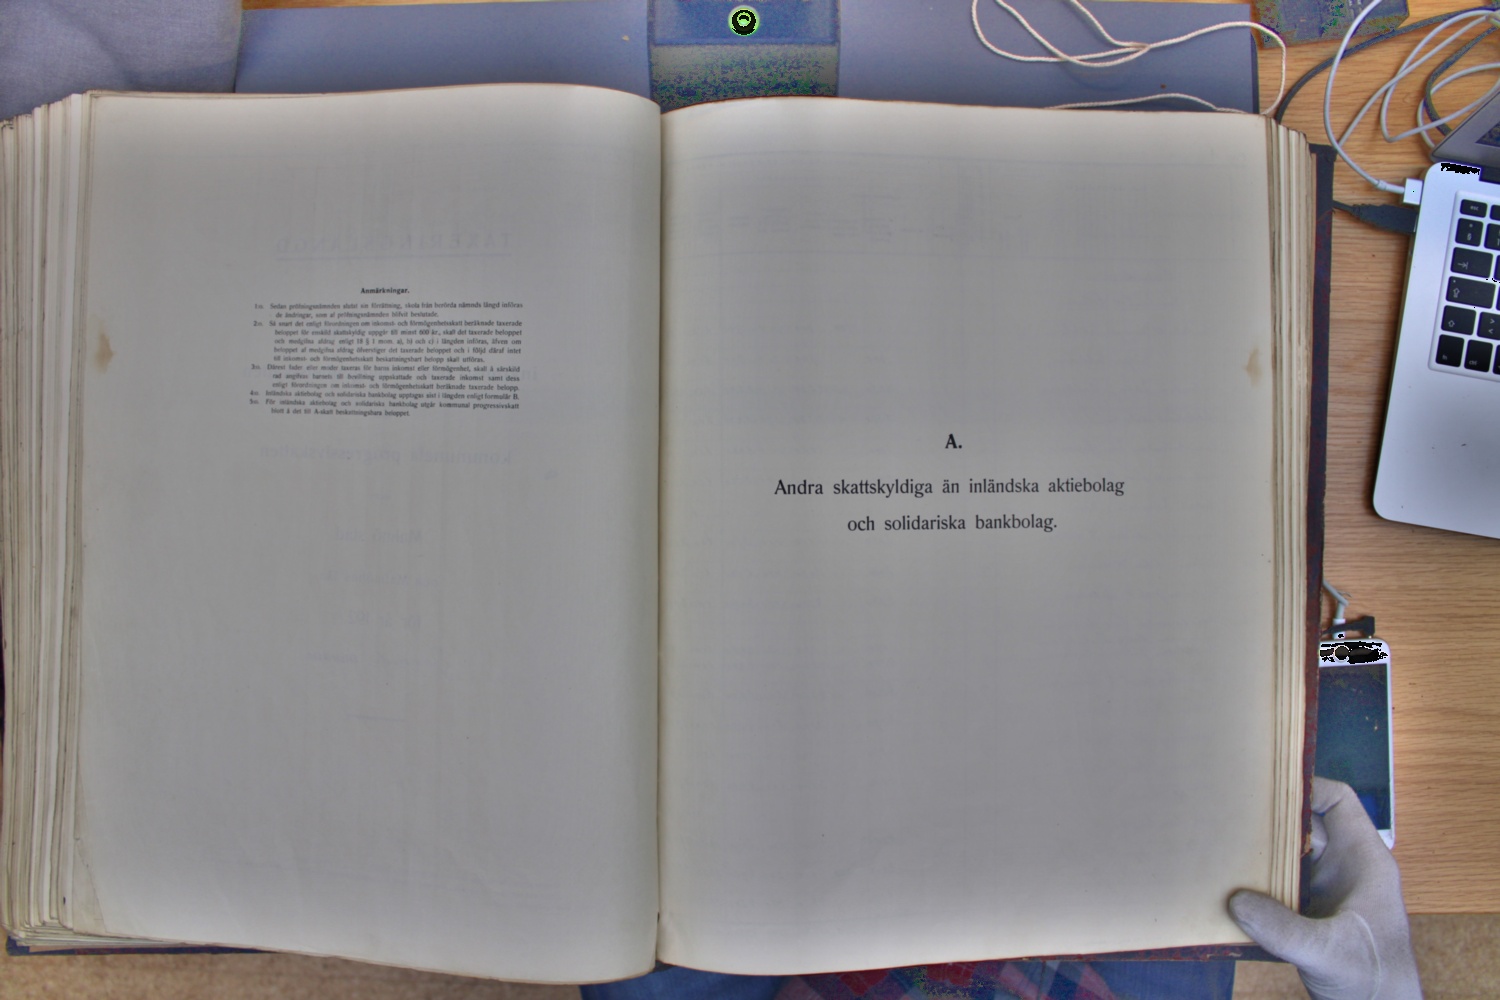 Anmärkningar.
1:o. Sedan pröfningsnämnden slutat sin förrättning, skola från berörda nämnds längd införas
de ändringar, som af pröfningsnämnden blifvit beslutade.
2:o. Så snart det enligt förordningen om inkomst- och förmögenhetsskatt beräknade taxerade
beloppet för enskild skattskyldig uppgår till minst 600 kr., skall det taxerade beloppet
och medgifna afdrag enligt 18 § 1 mom. a), b) och c) i längden införas, äfven om
beloppet af medgifna afdrag öfverstiger det taxerade beloppet och i följd däraf intet
till inkomst- och förmögenhetsskatt beskattningsbart belopp skall utföras.
3:o. Därest fader eller moder taxeras för barns inkomst eller förmögenhet, skall å särskild
rad angifvas barnets till bevillning uppskattade och taxerade inkomst samt dess
enligt förordningen om inkomst- och förmögenhetsskatt beräknade taxerade belopp.
4:o. Inländska aktiebolag och solidariska bankbolag upptagas sist i längden enligt formulär B.
5:o. För inländska aktiebolag och solidariska bankbolag utgår kommunal progressivskatt
blott å det till A-skatt beskattningsbara beloppet.
A.
Andra skattskyldiga än inländska aktiebolag
och solidariska bankbolag.